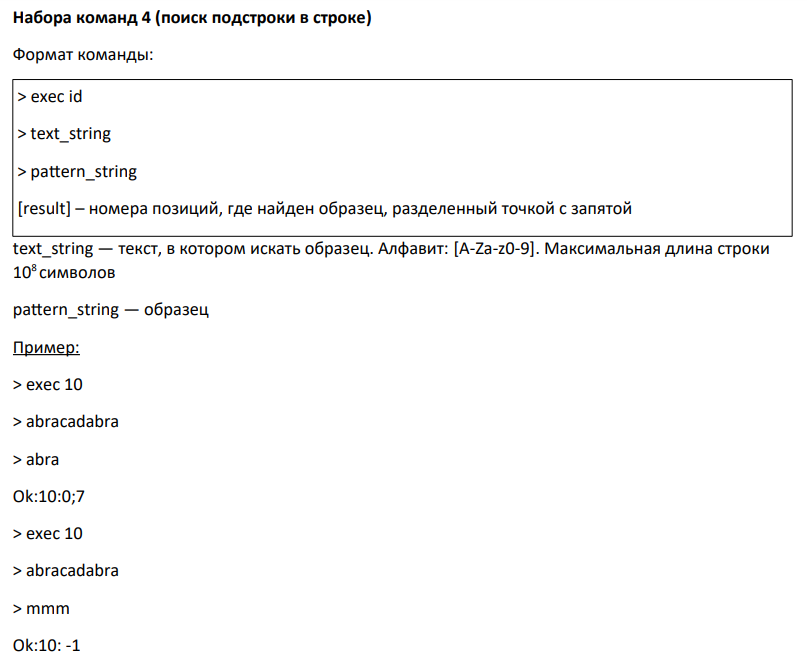 Набора команд 4 (поиск подстроки в строке)
Формат команды:
> exec id
> text_string
> pattern_string
[result] – номера позиций, где найден образец, разделенный точкой с запятой
text_string — текст, в котором искать образец. Алфавит: [A-Za-z0-9]. Максимальная длина строки
10⁸ символов
pattern_string — образец
Пример:
> exec 10
> abracadabra
> abra
Ok:10:0;7
> exec 10
> abracadabra
> mmm
Ok:10: -1